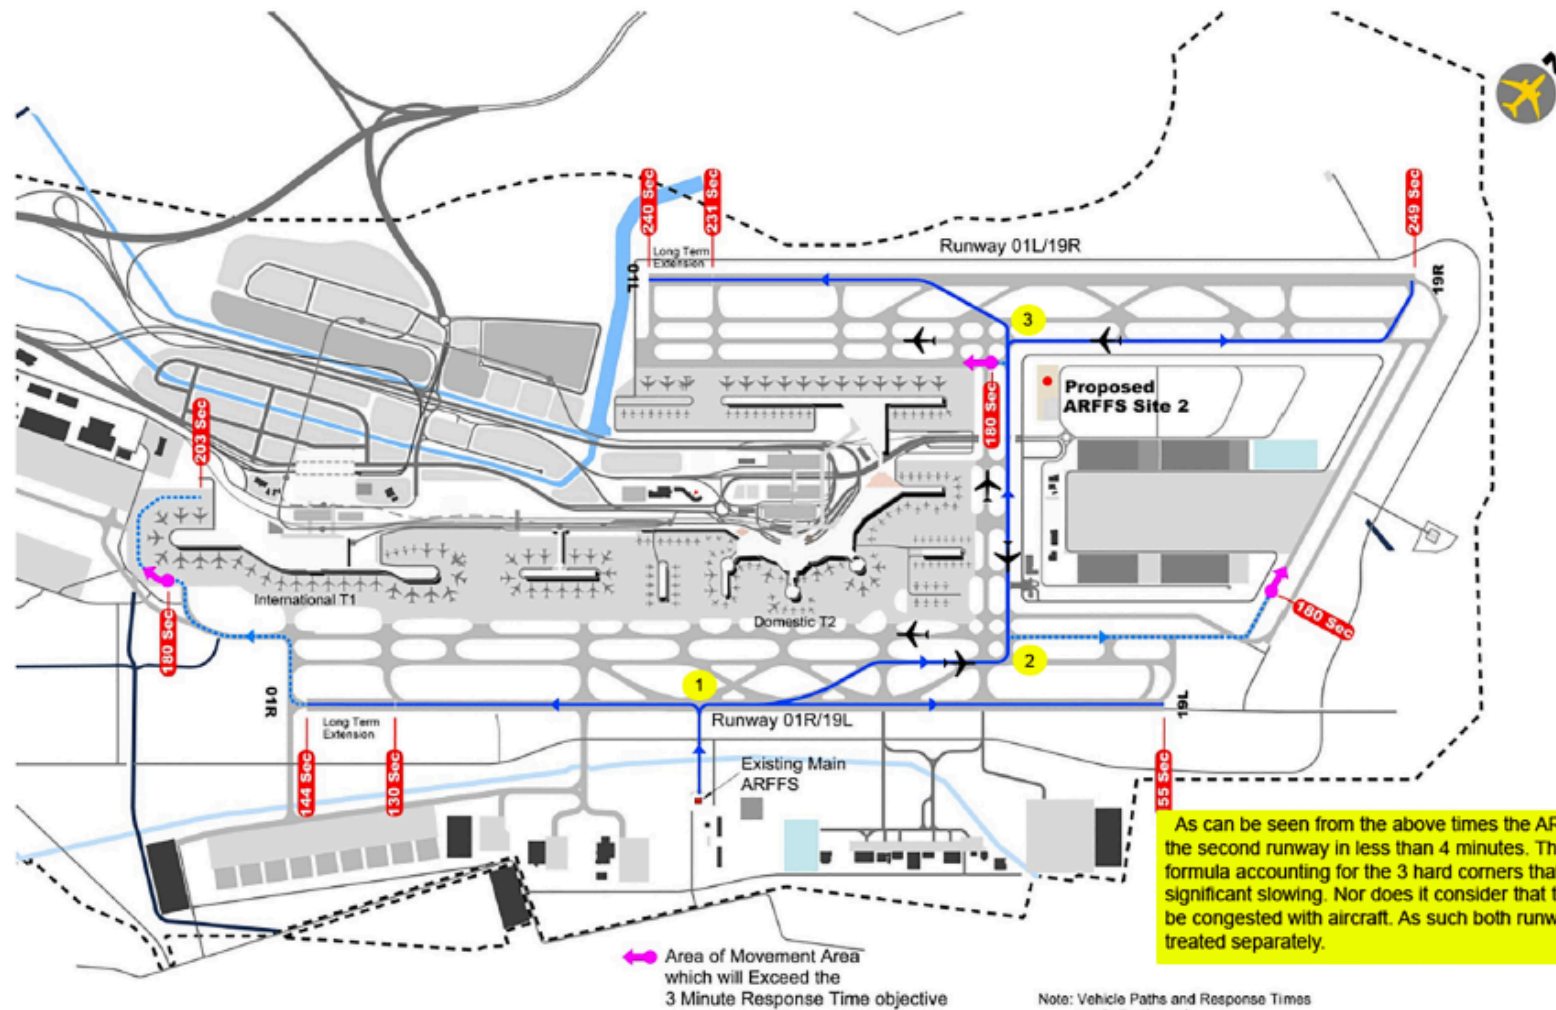 240 Sec
231 Sec
249 Sec
Runway 01L/19R
Long Term
Extension
01L
19R
3
180 Sec
Proposed
ARFFS Site 2
203 Sec
International T1
Domestic T2
180 Sec
180 Sec
2
1
01R
19L
Long Term
Extension
Runway 01R/19L
Existing Main
ARFFS
144 Sec
130 Sec
55 Sec
As can be seen from the above times the
the second runway in less than 4 minutes.
formula accounting for the 3 hard corners
significant slowing. Nor does it consider that
be congested with aircraft. As such both
treated separately.
Area of Movement Area
which will Exceed the
3 Minute Response Time objective
Note: Vehicle Paths and Response Times